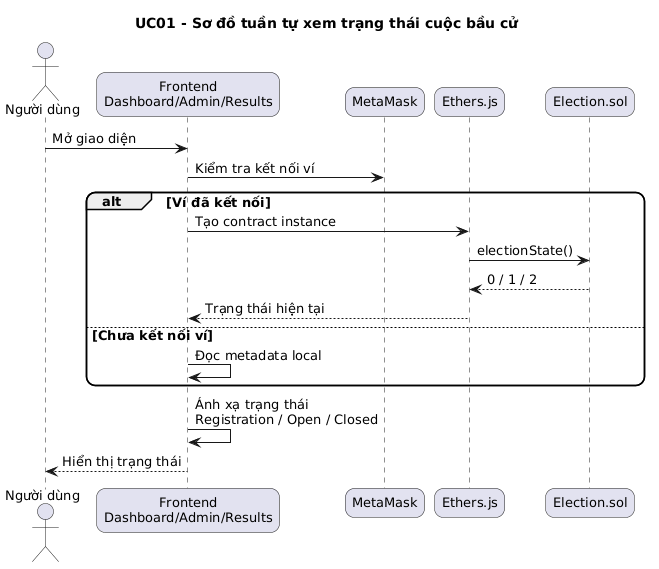 UC01 - Sơ đồ tuần tự xem trạng thái cuộc bầu cử
Người dùng
Frontend
Dashboard/Admin/Results
MetaMask
Ethers.js
Election.sol
Mở giao diện
Kiểm tra kết nối ví
alt
[Ví đã kết nối]
Tạo contract instance
electionState()
0 / 1 / 2
Trạng thái hiện tại
[Chưa kết nối ví]
Đọc metadata local
Ánh xạ trạng thái
Registration / Open / Closed
Hiển thị trạng thái
Người dùng
Frontend
Dashboard/Admin/Results
MetaMask
Ethers.js
Election.sol